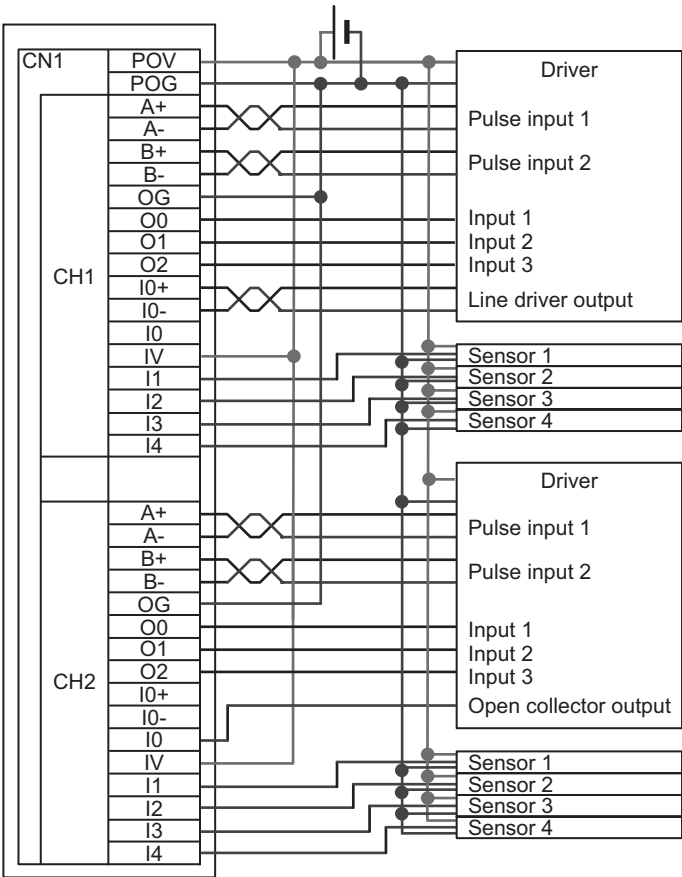 CN1
POV
POG
CH1
A+
A-
B+
B-
OG
O0
O1
O2
I0+
I0-
I0
IV
I1
I2
I3
I4
Driver
Pulse input 1
Pulse input 2
Input 1
Input 2
Input 3
Line driver output
Sensor 1
Sensor 2
Sensor 3
Sensor 4
CH2
A+
A-
B+
B-
OG
O0
O1
O2
I0+
I0-
I0
IV
I1
I2
I3
I4
Driver
Pulse input 1
Pulse input 2
Input 1
Input 2
Input 3
Open collector output
Sensor 1
Sensor 2
Sensor 3
Sensor 4